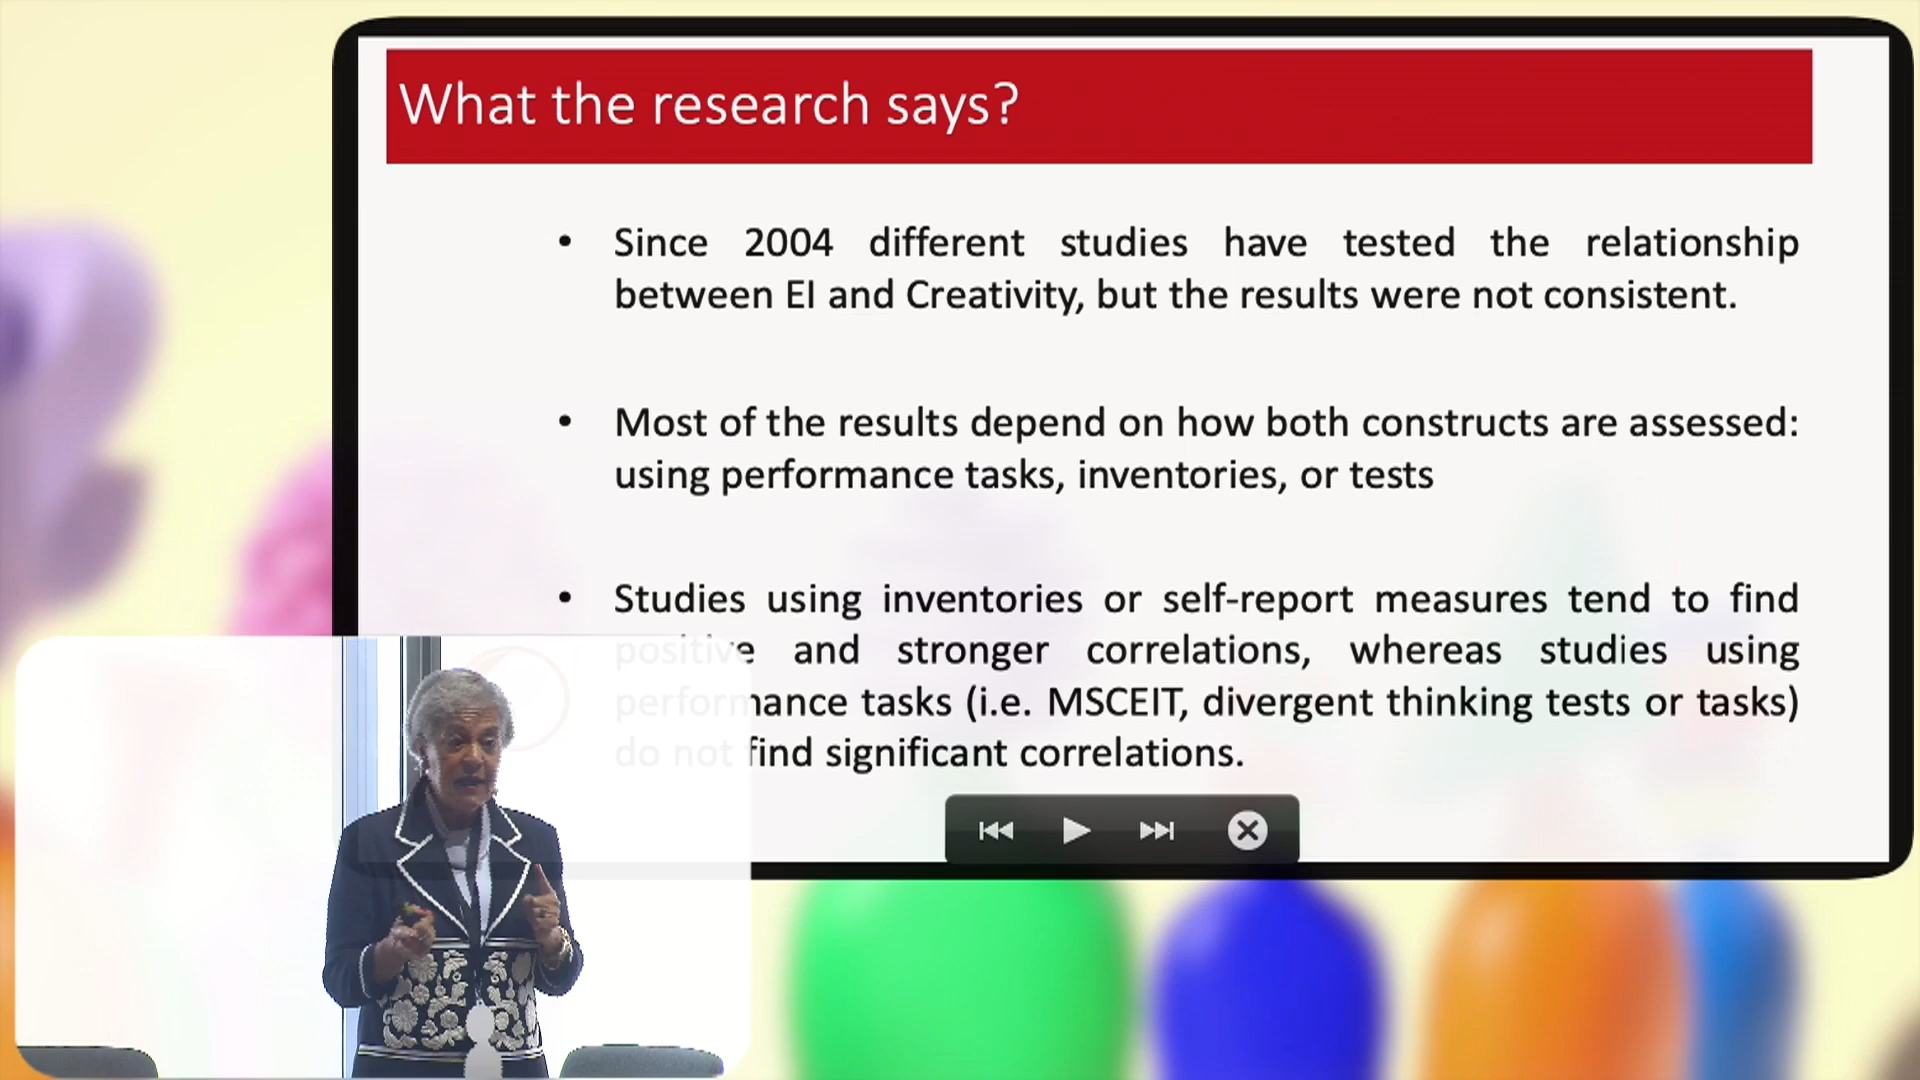 What the research says?
• Since 2004 different studies have tested the relationship
between EI and Creativity, but the results were not consistent.
• Most of the results depend on how both constructs are assessed:
using performance tasks, inventories, or tests
• Studies using inventories or self-report measures tend to find
positive and stronger correlations, whereas studies using
performance tasks (i.e. MSCEIT, divergent thinking tests or tasks)
do not find significant correlations.